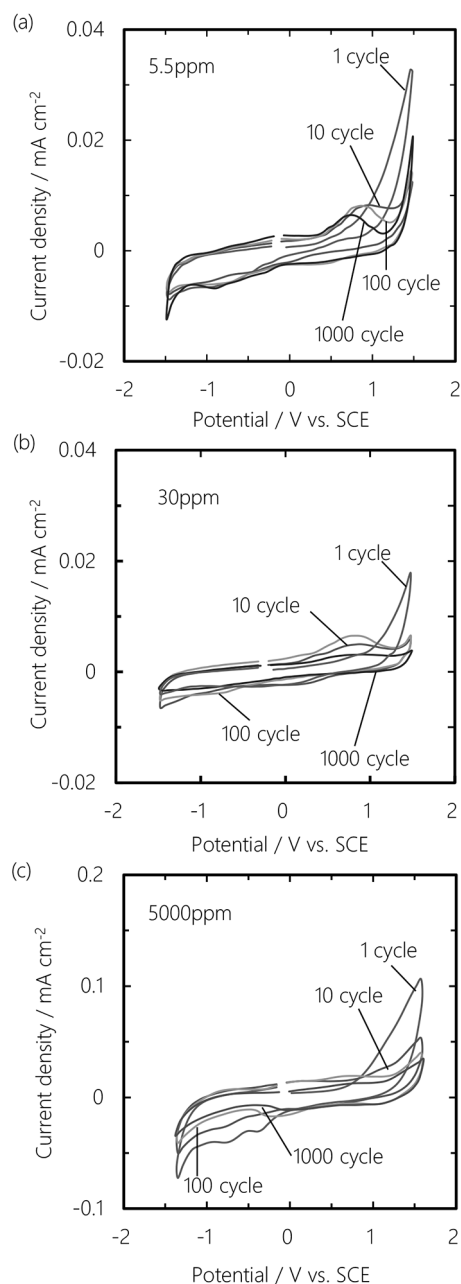 (a)
0.04
5.5ppm
1 cycle
0.02
10 cycle
0
100 cycle
1000 cycle
-0.02
-2
-1
0
1
2
Current density / mA cm-2
Potential / V vs. SCE
(b)
0.04
30ppm
1 cycle
0.02
10 cycle
0
100 cycle
1000 cycle
-0.02
-2
-1
0
1
2
Current density / mA cm-2
Potential / V vs. SCE
(c)
0.2
5000ppm
1 cycle
0.1
10 cycle
0
1000 cycle
100 cycle
-0.1
-2
-1
0
1
2
Current density / mA cm-2
Potential / V vs. SCE